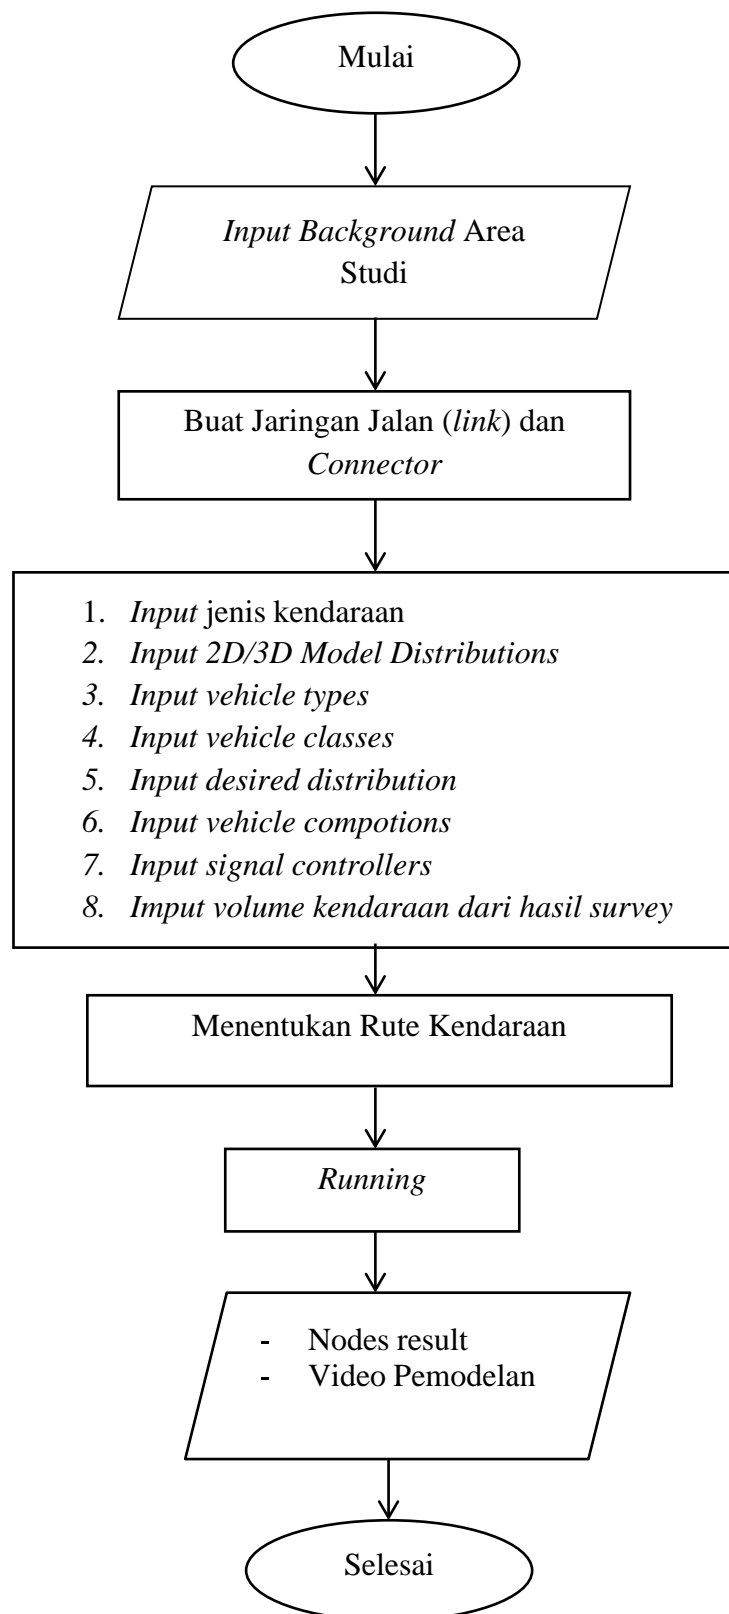 Mulai
Input Background Area
Studi
Buat Jaringan Jalan (link) dan
Connector
1. Input jenis kendaraan
2. Input 2D/3D Model Distributions
3. Input vehicle types
4. Input vehicle classes
5. Input desired distribution
6. Input vehicle compotions
7. Input signal controllers
8. Imput volume kendaraan dari hasil survey
Menentukan Rute Kendaraan
Running
- Nodes result
- Video Pemodelan
Selesai